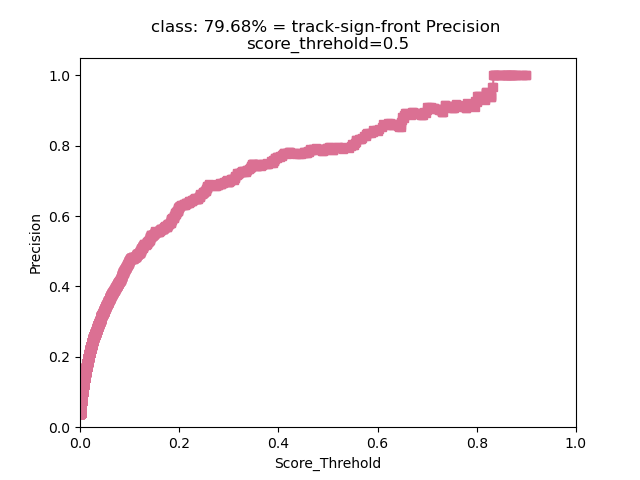 class: 79.68% = track-sign-front Precision
score_threhold=0.5
1.0
0.8
0.6
0.4
0.2
0.0
Precision
0.0 0.2 0.4 0.6 0.8 1.0
Score_Threhold